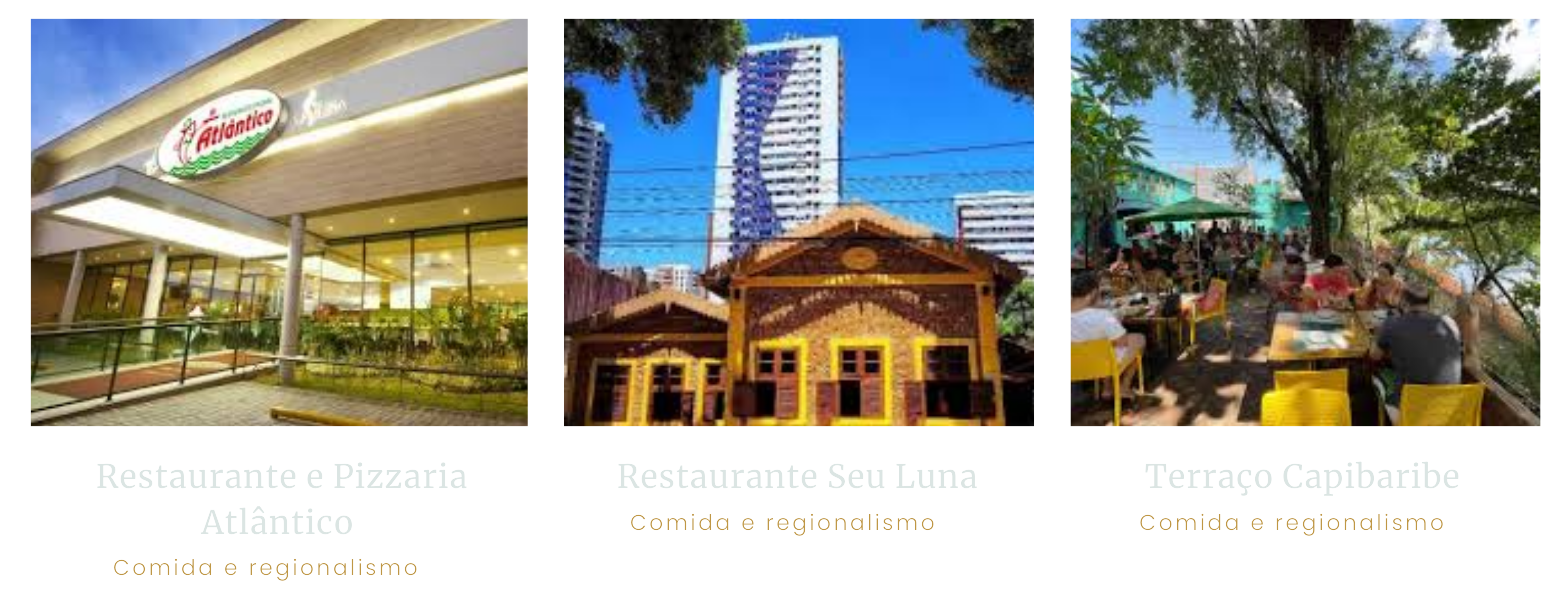 Atlântico
Restaurante e Pizzaria
Atlântico
Comida e regionalismo
Restaurante Seu Luna
Comida e regionalismo
Terraço Capibaribe
Comida e regionalismo